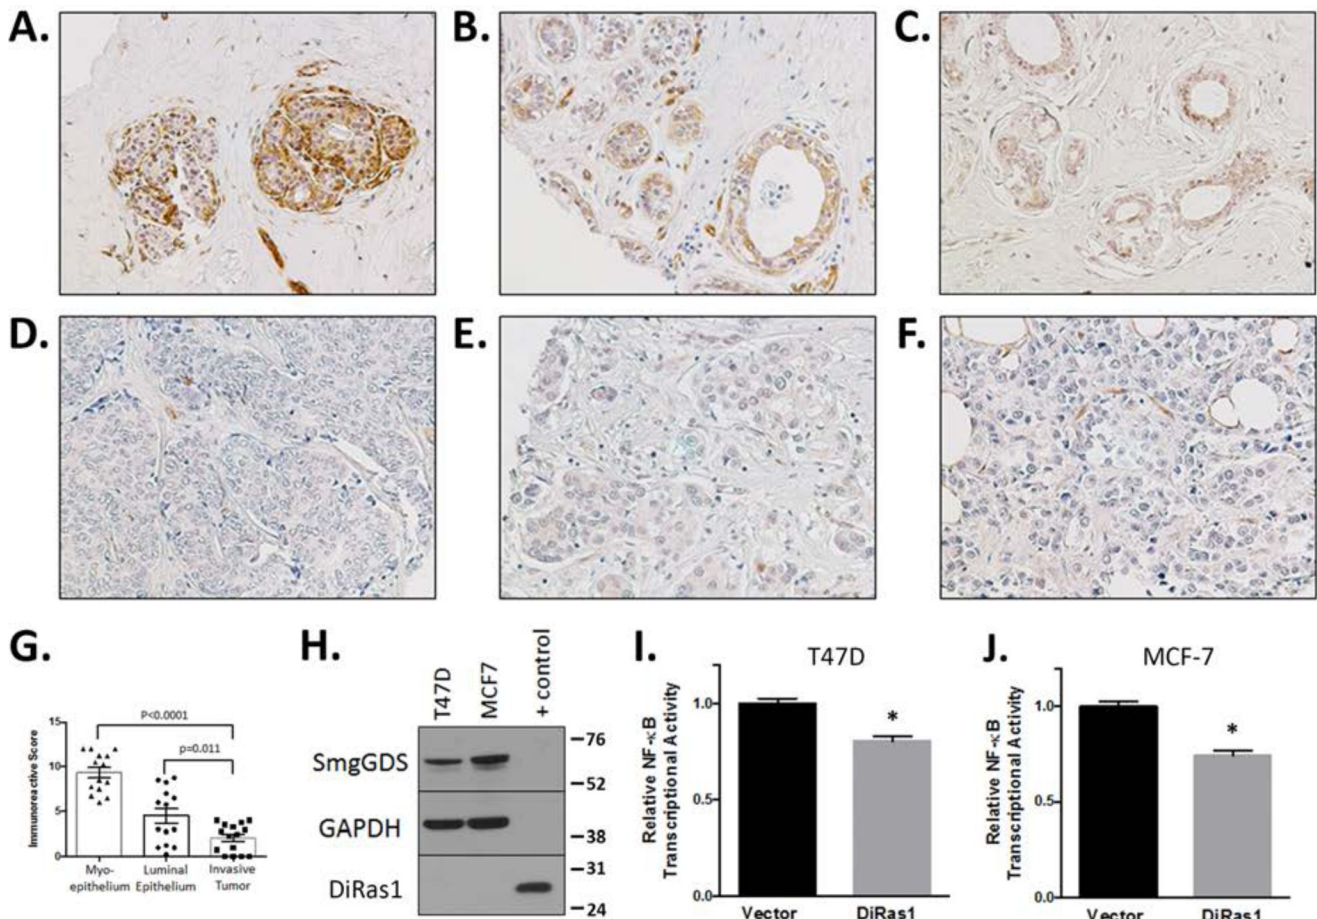 A.
B.
C.
D.
E.
F.
G.
P<0.0001
p=0.011
Immunoreactive Score
15
10
5
0
Myo-
epithelium
Luminal
Epithelium
Invasive
Tumor
H.
T47D
MCF7
+ control
SmgGDS
GAPDH
DiRas1
76
52
38
31
24
I.
T47D
Relative NF-κB
Transcriptional Activity
1.0
0.5
0.0
*
Vector
DiRas1
J.
MCF-7
Relative NF-κB
Transcriptional Activity
1.0
0.5
0.0
*
Vector
DiRas1